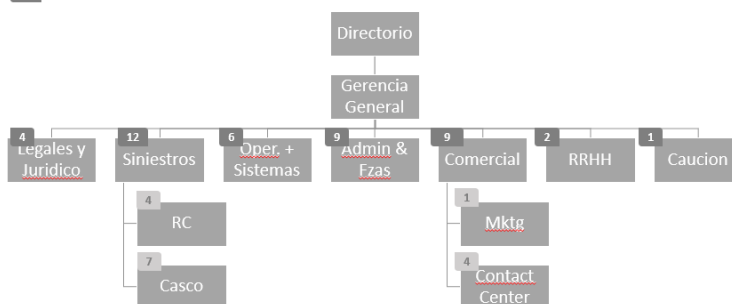 Directorio
Gerencia
General
4
12
6
9
9
2
1
Legales y
Juridico
Siniestros
Oper. +
Sistemas
Admin &
Fzas
Comercial
RRHH
Caucion
4
RC
7
Casco
1
Mktg
4
Contact
Center